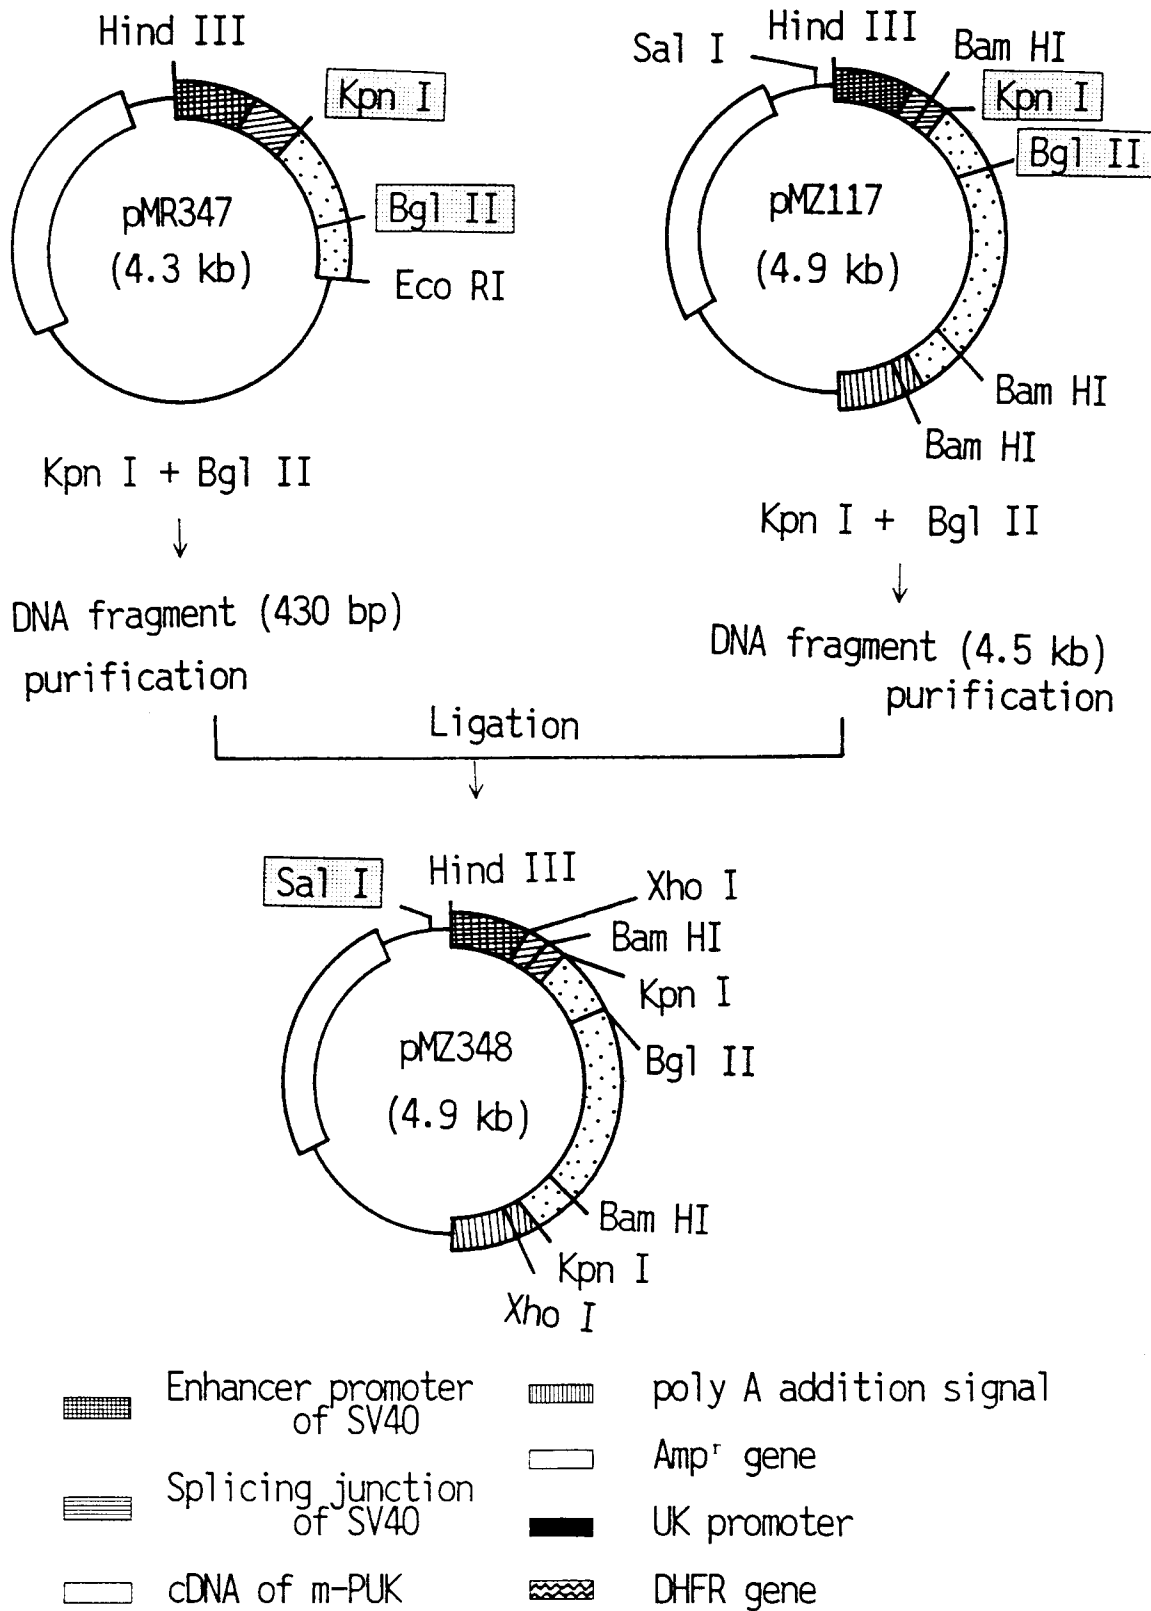 Hind III
Kpn I
Bgl II
Eco RI
pMR347
(4.3 kb)
Kpn I + Bgl II
DNA fragment (430 bp)
purification
Sal I
Hind III
Bam HI
Kpn I
Bgl II
pMZ117
(4.9 kb)
Bam HI
Bam HI
Kpn I + Bgl II
DNA fragment (4.5 kb)
purification
Ligation
Sal I
Hind III
Xho I
Bam HI
Kpn I
Bgl II
pMZ348
(4.9 kb)
Bam HI
Kpn I
Xho I
Enhancer promoter
of SV40
Splicing junction
of SV40
cDNA of m-PUK
poly A addition signal
Ampʳ gene
UK promoter
DHFR gene